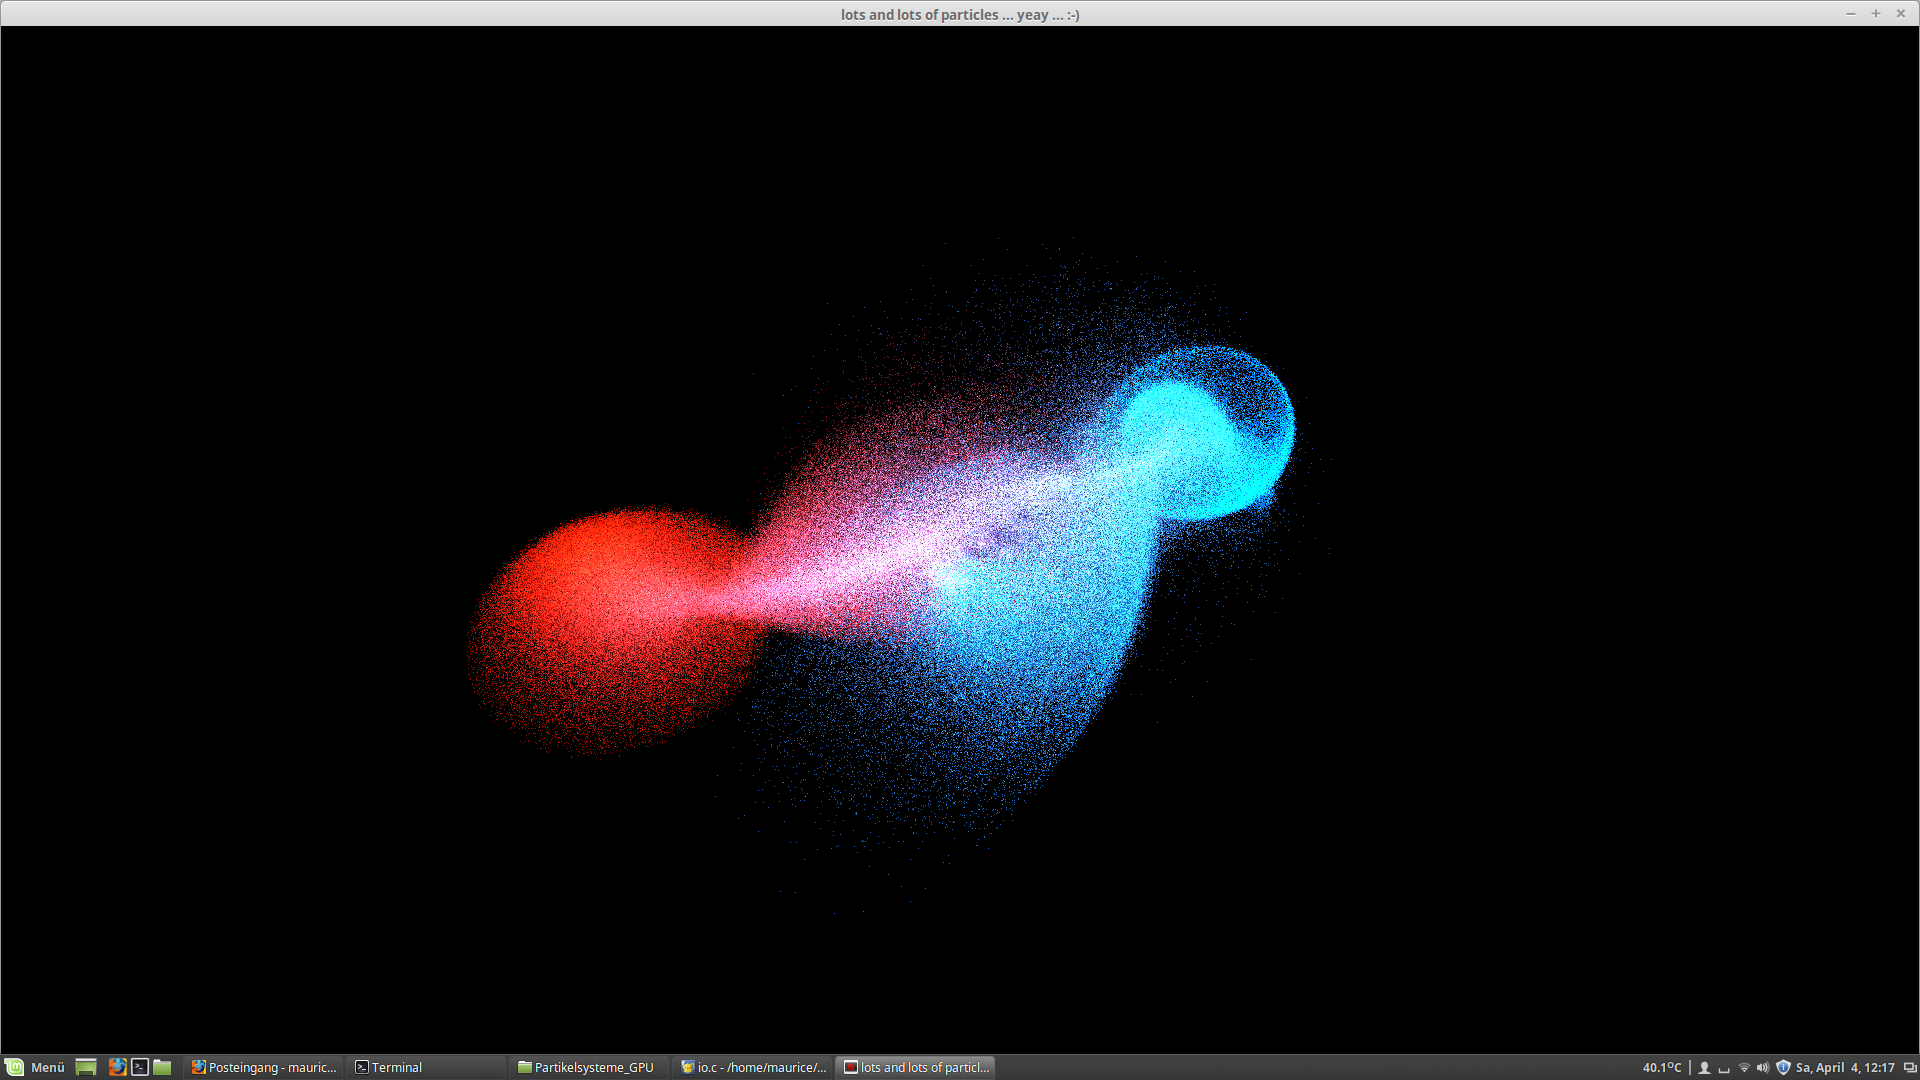 lots and lots of particles ... yeay ... :-)
Menü
Posteingang - mauric...
Terminal
Partikelsysteme_GPU
io.c - /home/maurice/...
lots and lots of particl...
40.1°C
Sa, April 4, 12:17